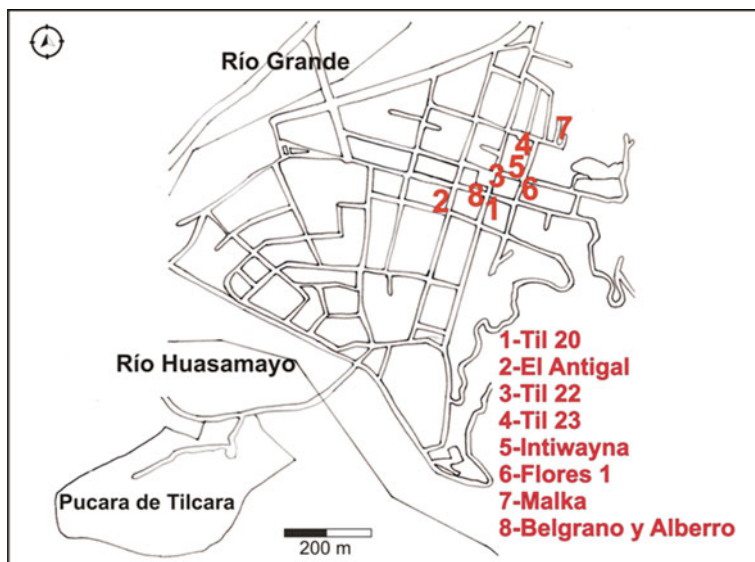 Río Grande
7
4
5
3
6
8
2
1
1-Til 20
2-El Antigal
3-Til 22
4-Til 23
5-Intiwayna
6-Flores 1
7-Malka
8-Belgrano y Alberro
Río Huasamayo
Pucara de Tilcara
200 m